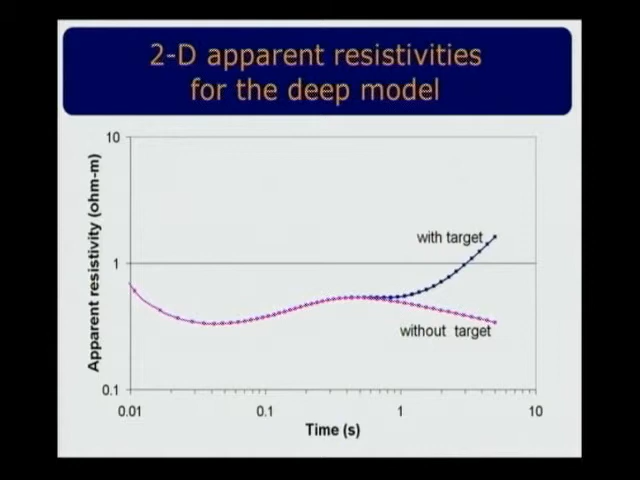 2-D apparent resistivities
for the deep model
10
1
0.1
Apparent resistivity (ohm-m)
with target
without target
0.01
0.1
1
10
Time (s)